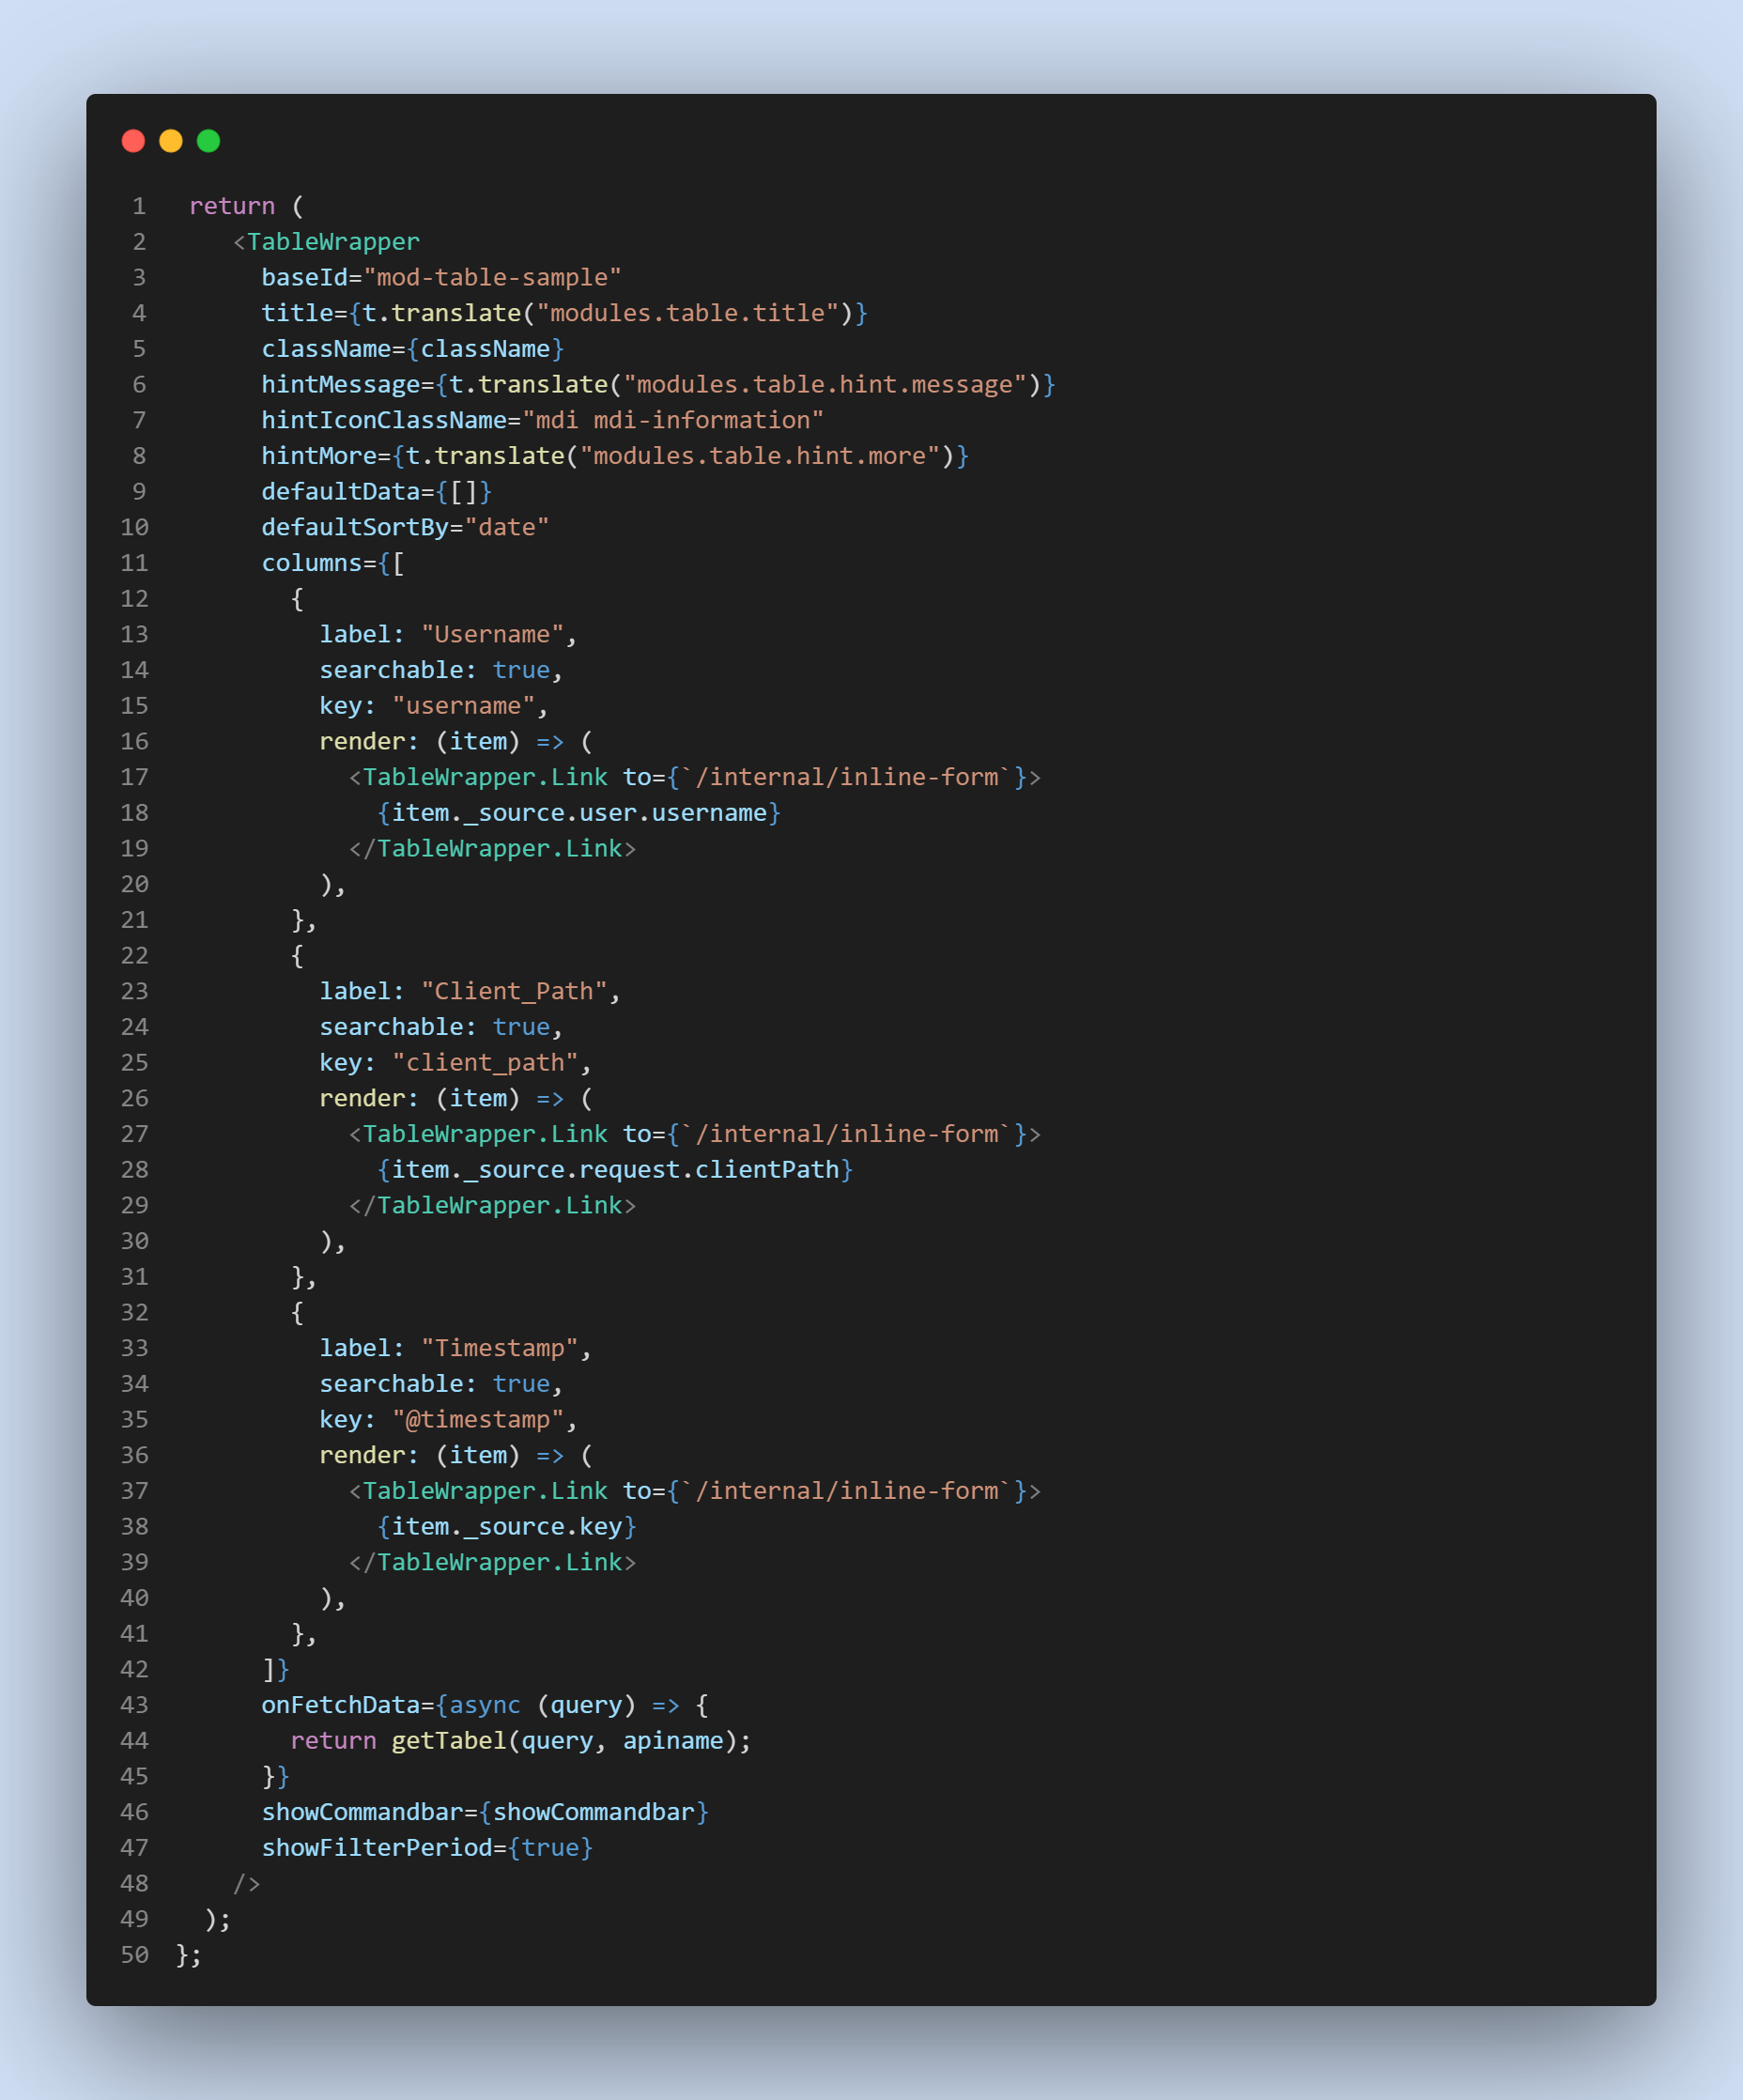 1 return (
2 <TableWrapper
3 baseId="mod-table-sample"
4 title={t.translate("modules.table.title")}
5 className={className}
6 hintMessage={t.translate("modules.table.hint.message")}
7 hintIconClassName="mdi mdi-information"
8 hintMore={t.translate("modules.table.hint.more")}
9 defaultData={[]}
10 defaultSortBy="date"
11 columns={[
12 {
13 label: "Username",
14 searchable: true,
15 key: "username",
16 render: (item) => (
17 <TableWrapper.Link to={`/internal/inline-form`}>
18 {item._source.user.username}
19 </TableWrapper.Link>
20 ),
21 },
22 {
23 label: "Client_Path",
24 searchable: true,
25 key: "client_path",
26 render: (item) => (
27 <TableWrapper.Link to={`/internal/inline-form`}>
28 {item._source.request.clientPath}
29 </TableWrapper.Link>
30 ),
31 },
32 {
33 label: "Timestamp",
34 searchable: true,
35 key: "@timestamp",
36 render: (item) => (
37 <TableWrapper.Link to={`/internal/inline-form`}>
38 {item._source.key}
39 </TableWrapper.Link>
40 ),
41 },
42 ]}
43 onFetchData={async (query) => {
44 return getTabel(query, apiname);
45 }}
46 showCommandbar={showCommandbar}
47 showFilterPeriod={true}
48 />
49 );
50 };